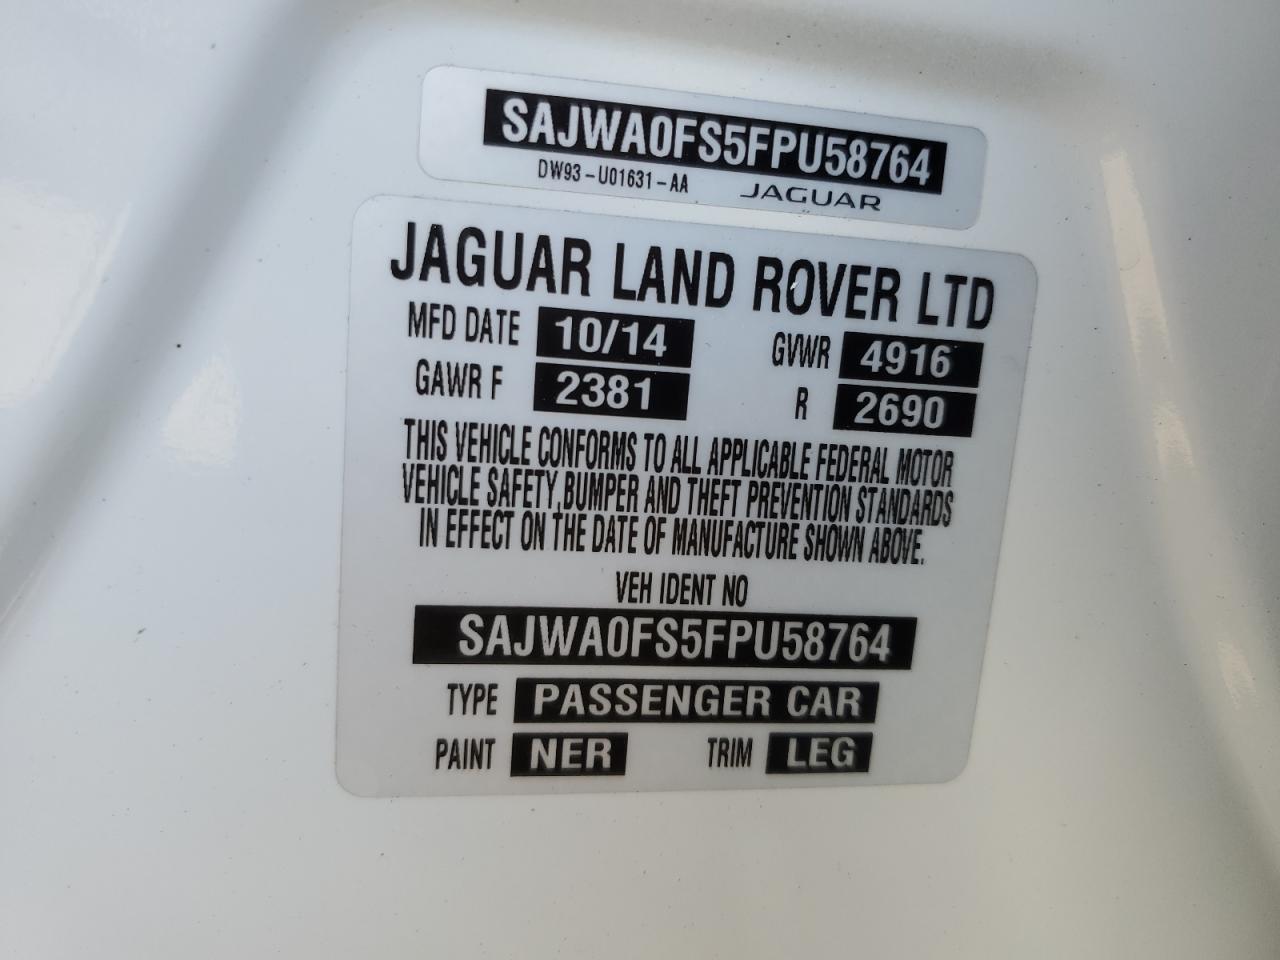 SAJWA0FS5FPU58764
DW93-U01631-AA JAGUAR
JAGUAR LAND ROVER LTD
MFD DATE 10/14 GVWR 4916
GAWR F 2381 R 2690
THIS VEHICLE CONFORMS TO ALL APPLICABLE FEDERAL MOTOR
VEHICLE SAFETY,BUMPER AND THEFT PREVENTION STANDARDS
IN EFFECT ON THE DATE OF MANUFACTURE SHOWN ABOVE.
VEH IDENT NO
SAJWA0FS5FPU58764
TYPE PASSENGER CAR
PAINT NER TRIM LEG